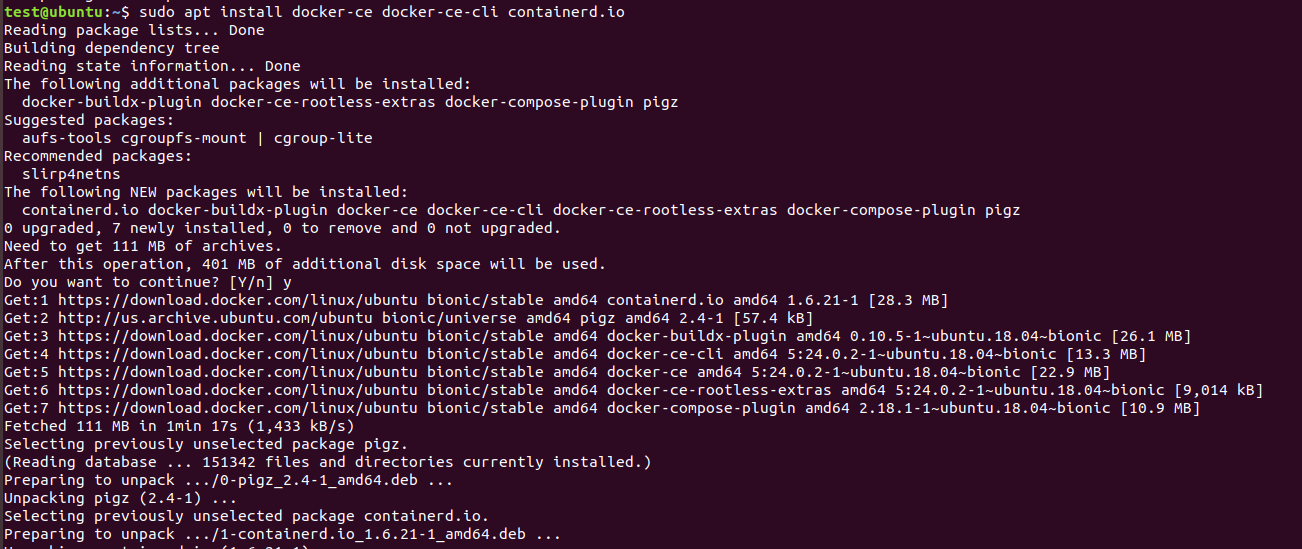 test@ubuntu:~$ sudo apt install docker-ce docker-ce-cli containerd.io
Reading package lists... Done
Building dependency tree
Reading state information... Done
The following additional packages will be installed:
  docker-buildx-plugin docker-ce-rootless-extras docker-compose-plugin pigz
Suggested packages:
  aufs-tools cgroupfs-mount | cgroup-lite
Recommended packages:
  slirp4netns
The following NEW packages will be installed:
  containerd.io docker-buildx-plugin docker-ce docker-ce-cli docker-ce-rootless-extras docker-compose-plugin pigz
0 upgraded, 7 newly installed, 0 to remove and 0 not upgraded.
Need to get 111 MB of archives.
After this operation, 401 MB of additional disk space will be used.
Do you want to continue? [Y/n] y
Get:1 https://download.docker.com/linux/ubuntu bionic/stable amd64 containerd.io amd64 1.6.21-1 [28.3 MB]
Get:2 http://us.archive.ubuntu.com/ubuntu bionic/universe amd64 pigz amd64 2.4-1 [57.4 kB]
Get:3 https://download.docker.com/linux/ubuntu bionic/stable amd64 docker-buildx-plugin amd64 0.10.5-1~ubuntu.18.04~bionic [26.1 MB]
Get:4 https://download.docker.com/linux/ubuntu bionic/stable amd64 docker-ce-cli amd64 5:24.0.2-1~ubuntu.18.04~bionic [13.3 MB]
Get:5 https://download.docker.com/linux/ubuntu bionic/stable amd64 docker-ce amd64 5:24.0.2-1~ubuntu.18.04~bionic [22.9 MB]
Get:6 https://download.docker.com/linux/ubuntu bionic/stable amd64 docker-ce-rootless-extras amd64 5:24.0.2-1~ubuntu.18.04~bionic [9,014 kB]
Get:7 https://download.docker.com/linux/ubuntu bionic/stable amd64 docker-compose-plugin amd64 2.18.1-1~ubuntu.18.04~bionic [10.9 MB]
Fetched 111 MB in 1min 17s (1,433 kB/s)
Selecting previously unselected package pigz.
(Reading database ... 151342 files and directories currently installed.)
Preparing to unpack .../0-pigz_2.4-1_amd64.deb ...
Unpacking pigz (2.4-1) ...
Selecting previously unselected package containerd.io.
Preparing to unpack .../1-containerd.io_1.6.21-1_amd64.deb ...